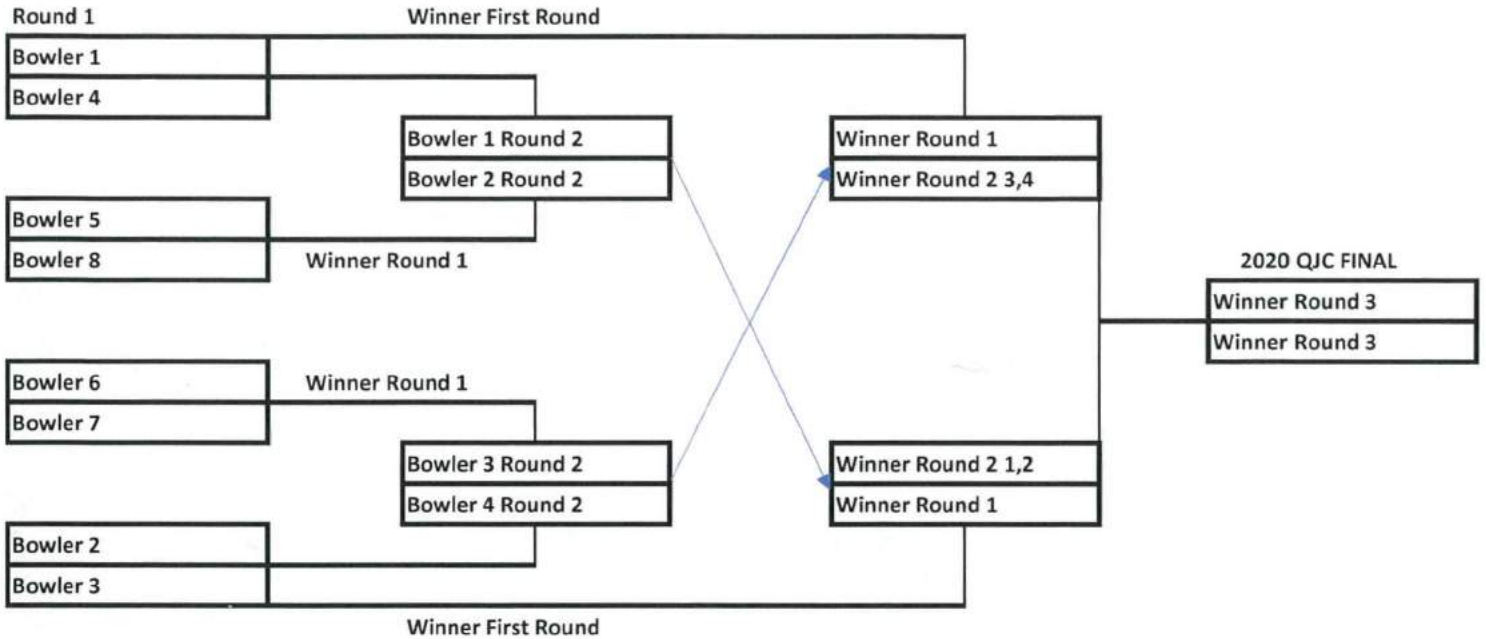 Round 1
Winner First Round
Bowler 1
Bowler 4
Bowler 1 Round 2
Bowler 2 Round 2
Winner Round 1
Winner Round 2 3,4
Bowler 5
Bowler 8
Winner Round 1
2020 QJC FINAL
Winner Round 3
Winner Round 3
Bowler 6
Bowler 7
Winner Round 1
Bowler 3 Round 2
Bowler 4 Round 2
Winner Round 2 1,2
Winner Round 1
Bowler 2
Bowler 3
Winner First Round